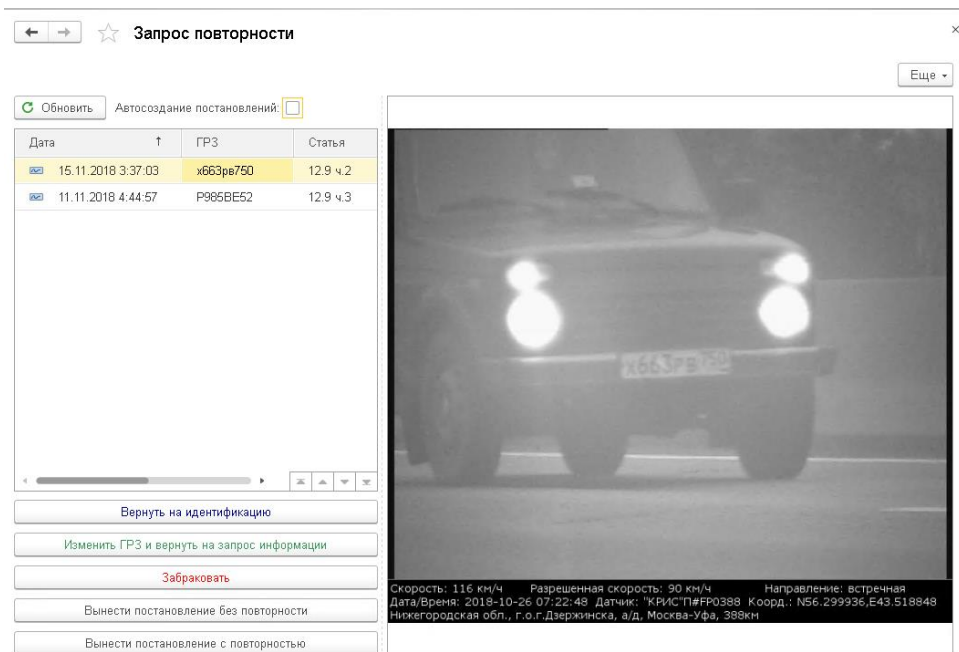 Запрос повторности
Еще
Обновить Автосоздание постановлений:
Дата ГРЗ Статья
15.11.2018 3:37:03 х663рв750 12.9 ч.2
11.11.2018 4:44:57 Р985ВЕ52 12.9 ч.3
х663рв750
Вернуть на идентификацию
Изменить ГРЗ и вернуть на запрос информации
Забраковать
Вынести постановление без повторности
Вынести постановление с повторностью
Скорость: 116 км/ч Разрешенная скорость: 90 км/ч Направление: встречная
Дата/Время: 2018-10-26 07:22:48 Датчик: "КРИС"П#FP0388 Коорд.: N56.299936,E43.518848
Нижегородская обл., г.о.г.Дзержинска, а/д, Москва-Уфа, 388км